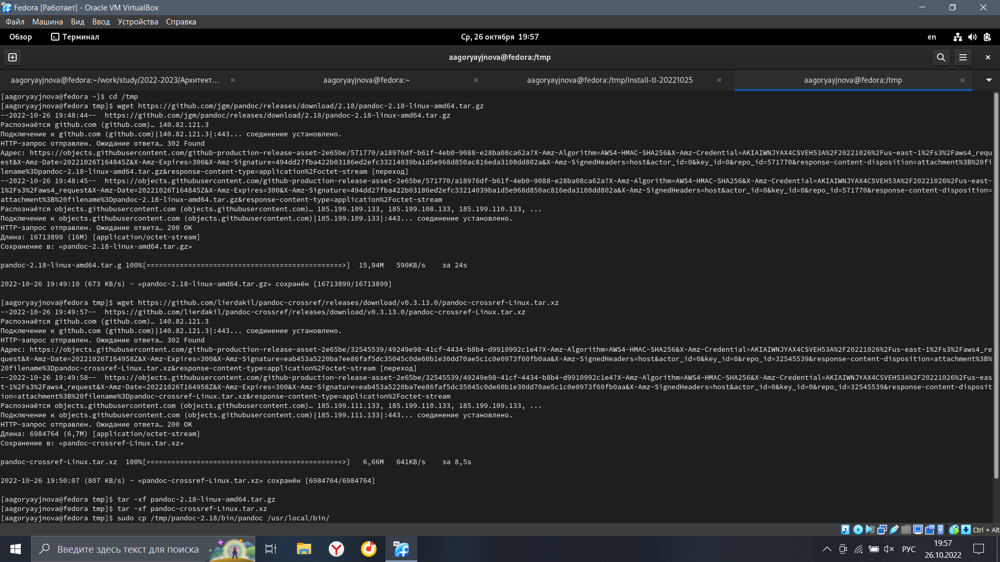 Fedora [Работает] - Oracle VM VirtualBox
Файл Машина Вид Ввод Устройства Справка
Обзор Терминал Ср, 26 октября 19:57 en
aagoryayjnova@fedora:/tmp
aagoryayjnova@fedora:~/work/study/2022-2023/Архитект… aagoryayjnova@fedora:~ aagoryayjnova@fedora:/tmp/install-tl-20221025 aagoryayjnova@fedora:/tmp
[aagoryayjnova@fedora ~]$ cd /tmp
[aagoryayjnova@fedora tmp]$ wget https://github.com/jgm/pandoc/releases/download/2.18/pandoc-2.18-linux-amd64.tar.gz
--2022-10-26 19:48:44--  https://github.com/jgm/pandoc/releases/download/2.18/pandoc-2.18-linux-amd64.tar.gz
Распознаётся github.com (github.com)… 140.82.121.3
Подключение к github.com (github.com)|140.82.121.3|:443... соединение установлено.
HTTP-запрос отправлен. Ожидание ответа… 302 Found
Адрес: https://objects.githubusercontent.com/github-production-release-asset-2e65be/571770/a18976df-b61f-4eb0-9088-e28ba08ca62a?X-Amz-Algorithm=AWS4-HMAC-SHA256&X-Amz-Credential=AKIAIWNJYAX4CSVEH53A%2F20221026%2Fus-east-1%2Fs3%2Faws4_req
uest&X-Amz-Date=20221026T164845Z&X-Amz-Expires=300&X-Amz-Signature=494dd27fba422b03186ed2efc33214039ba1d5e968d850ac816eda3108dd802a&X-Amz-SignedHeaders=host&actor_id=0&key_id=0&repo_id=571770&response-content-disposition=attachment%3B%20fi
lename%3Dpandoc-2.18-linux-amd64.tar.gz&response-content-type=application%2Foctet-stream [переход]
--2022-10-26 19:48:45--  https://objects.githubusercontent.com/github-production-release-asset-2e65be/571770/a18976df-b61f-4eb0-9088-e28ba08ca62a?X-Amz-Algorithm=AWS4-HMAC-SHA256&X-Amz-Credential=AKIAIWNJYAX4CSVEH53A%2F20221026%2Fus-east-
1%2Fs3%2Faws4_request&X-Amz-Date=20221026T164845Z&X-Amz-Expires=300&X-Amz-Signature=494dd27fba422b03186ed2efc33214039ba1d5e968d850ac816eda3108dd802a&X-Amz-SignedHeaders=host&actor_id=0&key_id=0&repo_id=571770&response-content-disposition=
attachment%3B%20filename%3Dpandoc-2.18-linux-amd64.tar.gz&response-content-type=application%2Foctet-stream
Распознаётся objects.githubusercontent.com (objects.githubusercontent.com)… 185.199.109.133, 185.199.108.133, 185.199.110.133, ...
Подключение к objects.githubusercontent.com (objects.githubusercontent.com)|185.199.109.133|:443... соединение установлено.
HTTP-запрос отправлен. Ожидание ответа… 200 OK
Длина: 16713899 (16M) [application/octet-stream]
Сохранение в: «pandoc-2.18-linux-amd64.tar.gz»
pandoc-2.18-linux-amd64.tar.g 100%[===============================================>]  15,94M   590KB/s    за 24s
2022-10-26 19:49:10 (673 KB/s) - «pandoc-2.18-linux-amd64.tar.gz» сохранён [16713899/16713899]
[aagoryayjnova@fedora tmp]$ wget https://github.com/lierdakil/pandoc-crossref/releases/download/v0.3.13.0/pandoc-crossref-Linux.tar.xz
--2022-10-26 19:49:57--  https://github.com/lierdakil/pandoc-crossref/releases/download/v0.3.13.0/pandoc-crossref-Linux.tar.xz
Распознаётся github.com (github.com)… 140.82.121.3
Подключение к github.com (github.com)|140.82.121.3|:443... соединение установлено.
HTTP-запрос отправлен. Ожидание ответа… 302 Found
Адрес: https://objects.githubusercontent.com/github-production-release-asset-2e65be/32545539/49249e98-41cf-4434-b8b4-d9910992c1e4?X-Amz-Algorithm=AWS4-HMAC-SHA256&X-Amz-Credential=AKIAIWNJYAX4CSVEH53A%2F20221026%2Fus-east-1%2Fs3%2Faws4_re
quest&X-Amz-Date=20221026T164958Z&X-Amz-Expires=300&X-Amz-Signature=eab453a5220ba7ee86faf5dc35045c0de60b1e30dd70ae5c1c0e0973f60fb0aa&X-Amz-SignedHeaders=host&actor_id=0&key_id=0&repo_id=32545539&response-content-disposition=attachment%3B%
20filename%3Dpandoc-crossref-Linux.tar.xz&response-content-type=application%2Foctet-stream [переход]
--2022-10-26 19:49:58--  https://objects.githubusercontent.com/github-production-release-asset-2e65be/32545539/49249e98-41cf-4434-b8b4-d9910992c1e4?X-Amz-Algorithm=AWS4-HMAC-SHA256&X-Amz-Credential=AKIAIWNJYAX4CSVEH53A%2F20221026%2Fus-eas
t-1%2Fs3%2Faws4_request&X-Amz-Date=20221026T164958Z&X-Amz-Expires=300&X-Amz-Signature=eab453a5220ba7ee86faf5dc35045c0de60b1e30dd70ae5c1c0e0973f60fb0aa&X-Amz-SignedHeaders=host&actor_id=0&key_id=0&repo_id=32545539&response-content-disposit
ion=attachment%3B%20filename%3Dpandoc-crossref-Linux.tar.xz&response-content-type=application%2Foctet-stream
Распознаётся objects.githubusercontent.com (objects.githubusercontent.com)… 185.199.111.133, 185.199.110.133, 185.199.109.133, ...
Подключение к objects.githubusercontent.com (objects.githubusercontent.com)|185.199.111.133|:443... соединение установлено.
HTTP-запрос отправлен. Ожидание ответа… 200 OK
Длина: 6984764 (6,7M) [application/octet-stream]
Сохранение в: «pandoc-crossref-Linux.tar.xz»
pandoc-crossref-Linux.tar.xz  100%[===============================================>]   6,66M   641KB/s    за 8,5s
2022-10-26 19:50:07 (807 KB/s) - «pandoc-crossref-Linux.tar.xz» сохранён [6984764/6984764]
[aagoryayjnova@fedora tmp]$ tar -xf pandoc-2.18-linux-amd64.tar.gz
[aagoryayjnova@fedora tmp]$ tar -xf pandoc-crossref-Linux.tar.xz
[aagoryayjnova@fedora tmp]$ sudo cp /tmp/pandoc-2.18/bin/pandoc /usr/local/bin/
Ctrl + Alt
Введите здесь текст для поиска
РУС
19:57
26.10.2022